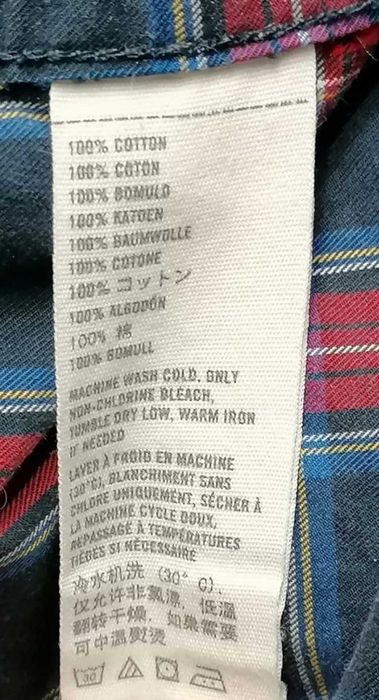 100% COTTON
100% COTON
100% BOMULD
100% KATOEN
100% BAUMWOLLE
100% COTONE
100% コットン
100% ALGODÓN
100% 棉
100% BOMULL
MACHINE WASH COLD, ONLY
NON-CHLORINE BLEACH,
TUMBLE DRY LOW, WARM IRON
IF NEEDED
LAVER À FROID EN MACHINE
(30°C), BLANCHIMENT SANS
CHLORE UNIQUEMENT, SÉCHER À
LA MACHINE CYCLE DOUX,
REPASSAGE À TEMPÉRATURES
TIÈDES SI NÉCESSAIRE
冷水机洗 (30° C),
仅允许非氯漂, 低温
翻转干燥, 如果需要
可中温熨烫
30